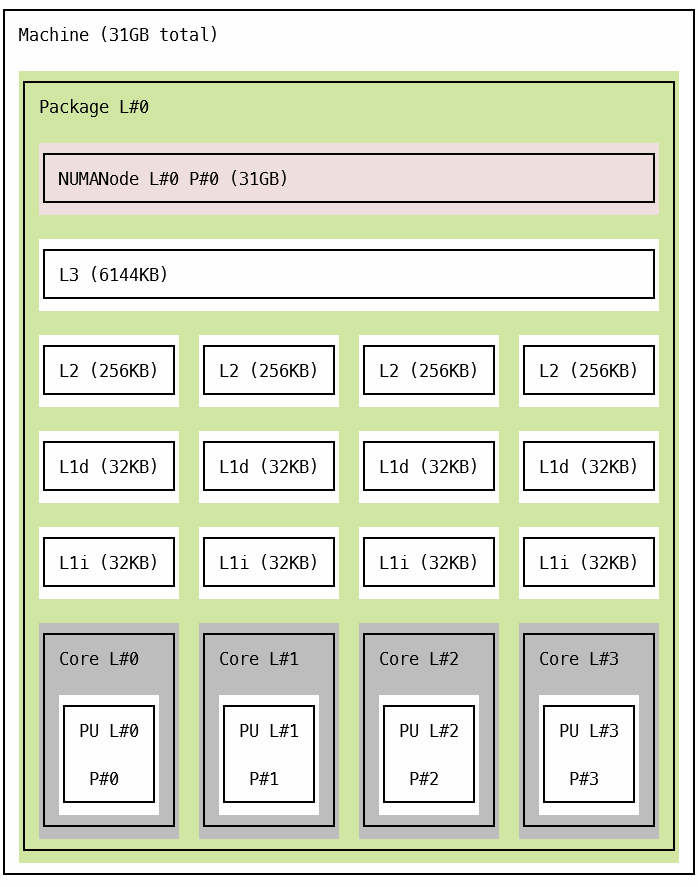 Machine (31GB total)
Package L#0
NUMANode L#0 P#0 (31GB)
L3 (6144KB)
L2 (256KB) L2 (256KB) L2 (256KB) L2 (256KB)
L1d (32KB) L1d (32KB) L1d (32KB) L1d (32KB)
L1i (32KB) L1i (32KB) L1i (32KB) L1i (32KB)
Core L#0 Core L#1 Core L#2 Core L#3
PU L#0 PU L#1 PU L#2 PU L#3
P#0 P#1 P#2 P#3